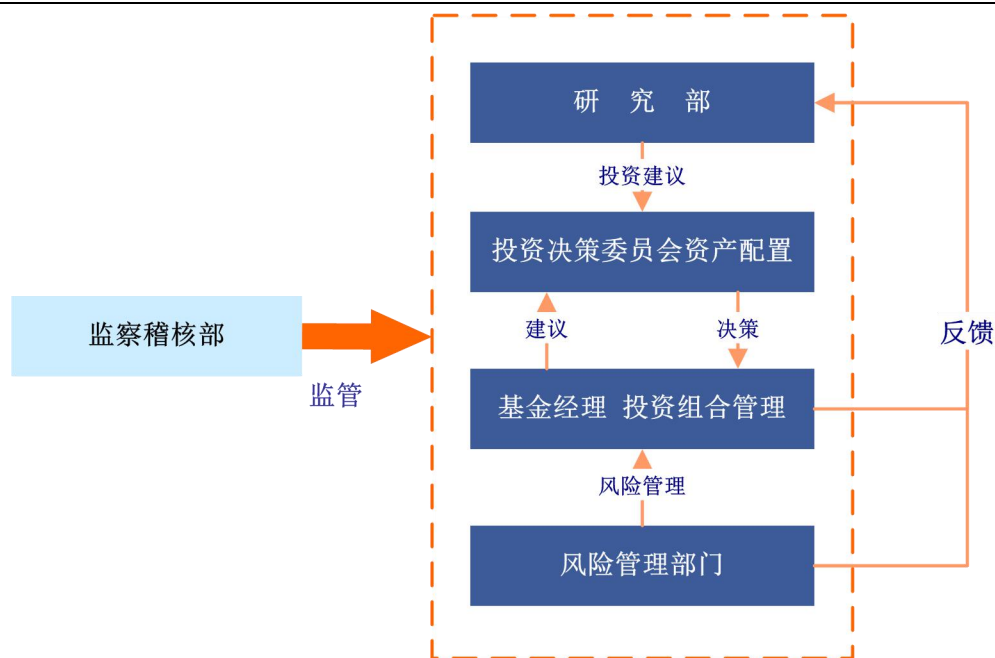 研 究 部
投资建议
投资决策委员会资产配置
建议
决策
监察稽核部
监管
反馈
基金经理 投资组合管理
风险管理
风险管理部门